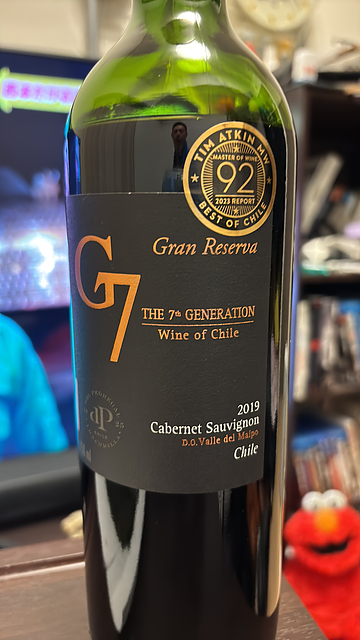 TIM ATKIN MW
MASTER OF WINE
92
2023 REPORT
BEST OF CHILE
Gran Reserva
G7
THE 7th GENERATION
Wine of Chile
2019
Cabernet Sauvignon
D.O. Valle del Maipo
Chile